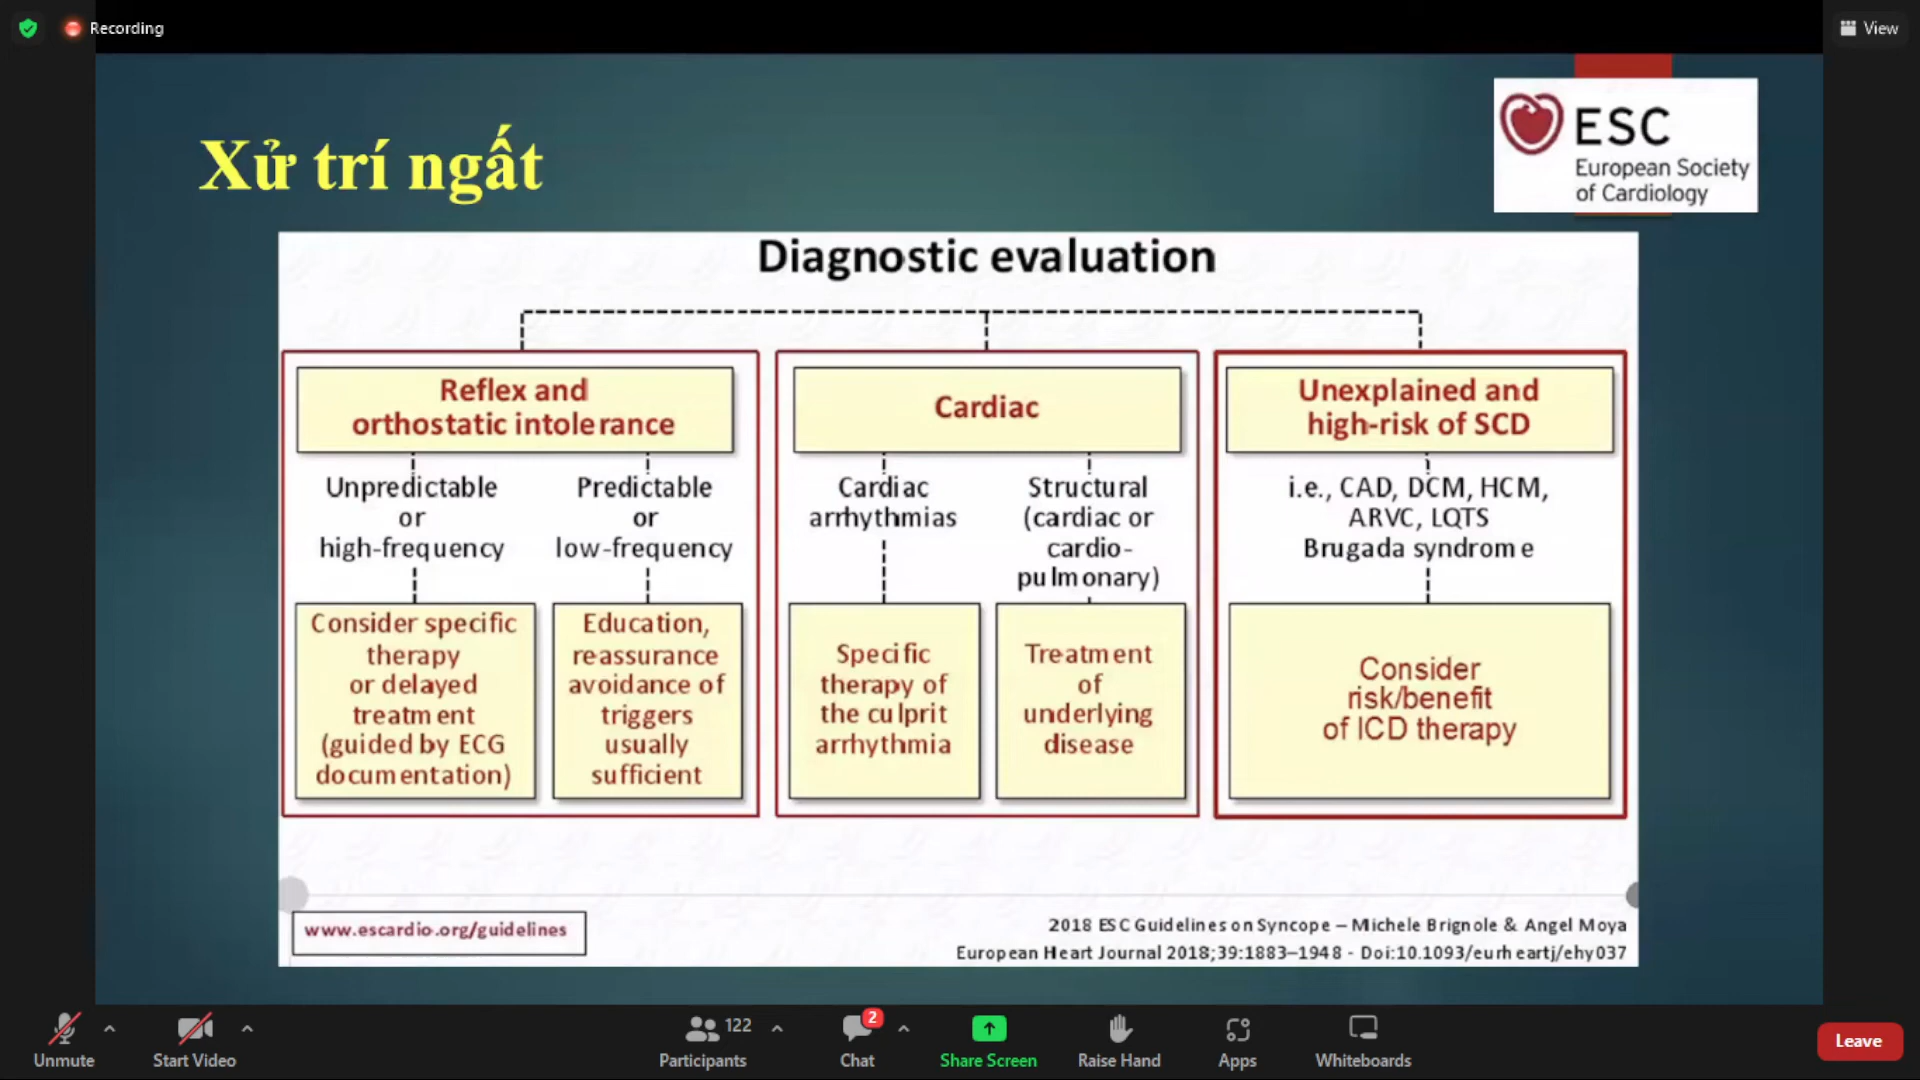 Recording
View
Xử trí ngất
ESC
European Society
of Cardiology
Diagnostic evaluation
Reflex and
orthostatic intolerance
Unpredictable
or
high-frequency
Predictable
or
low-frequency
Consider specific
therapy
or delayed
treatment
(guided by ECG
documentation)
Education,
reassurance
avoidance of
triggers
usually
sufficient
Cardiac
Cardiac
arrhythmias
Structural
(cardiac or
cardio-
pulmonary)
Specific
therapy of
the culprit
arrhythmia
Treatment
of
underlying
disease
Unexplained and
high-risk of SCD
i.e., CAD, DCM, HCM,
ARVC, LQTS
Brugada syndrome
Consider
risk/benefit
of ICD therapy
www.escardio.org/guidelines
2018 ESC Guidelines on Syncope – Michele Brignole & Angel Moya
European Heart Journal 2018;39:1883–1948 - Doi:10.1093/eurheartj/ehy037
Unmute
Start Video
122
Participants
2
Chat
Share Screen
Raise Hand
Apps
Whiteboards
Leave